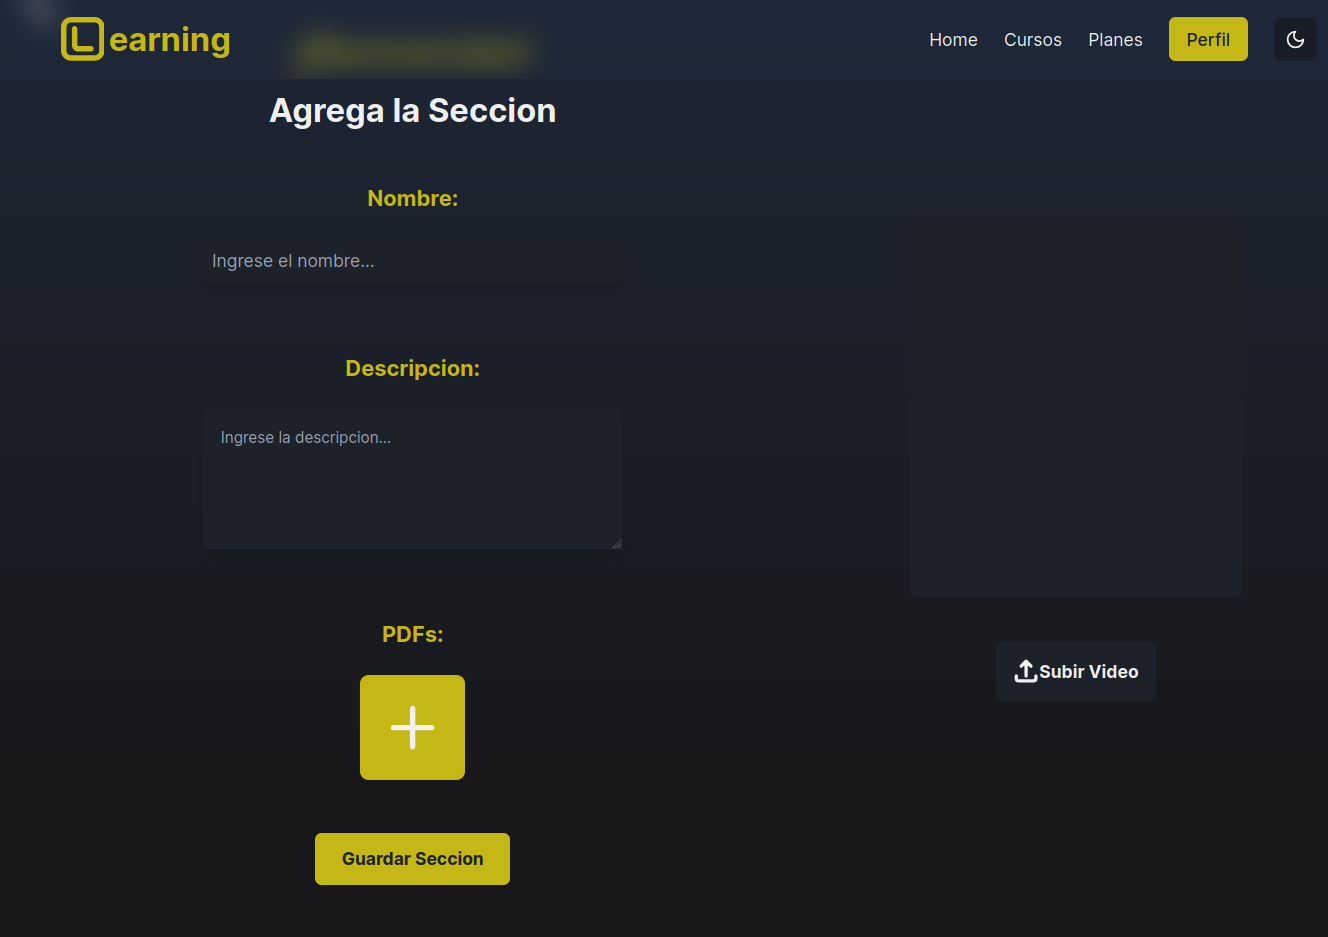 Learning
Home
Cursos
Planes
Perfil
Agrega la Seccion
Nombre:
Ingrese el nombre...
Descripcion:
Ingrese la descripcion...
PDFs:
Subir Video
Guardar Seccion